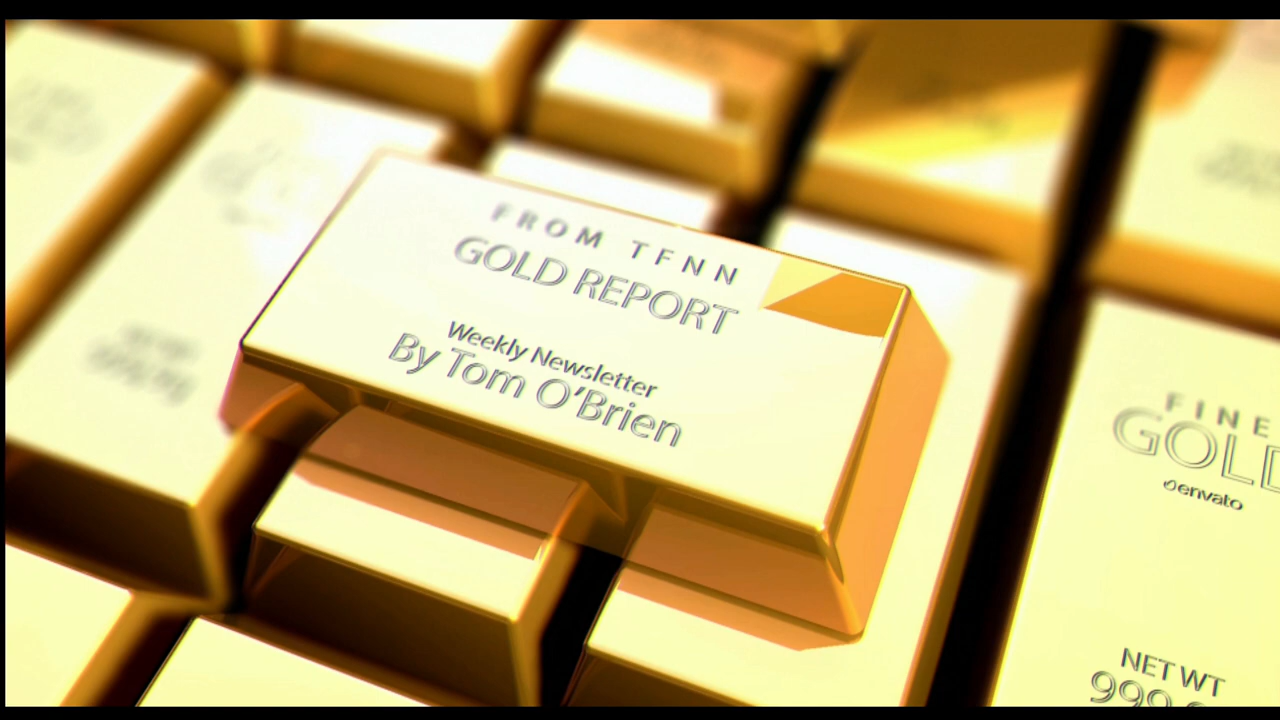 FROM TFNN
GOLD REPORT
Weekly Newsletter
By Tom O'Brien
FINE
GOLD
envato
NET WT